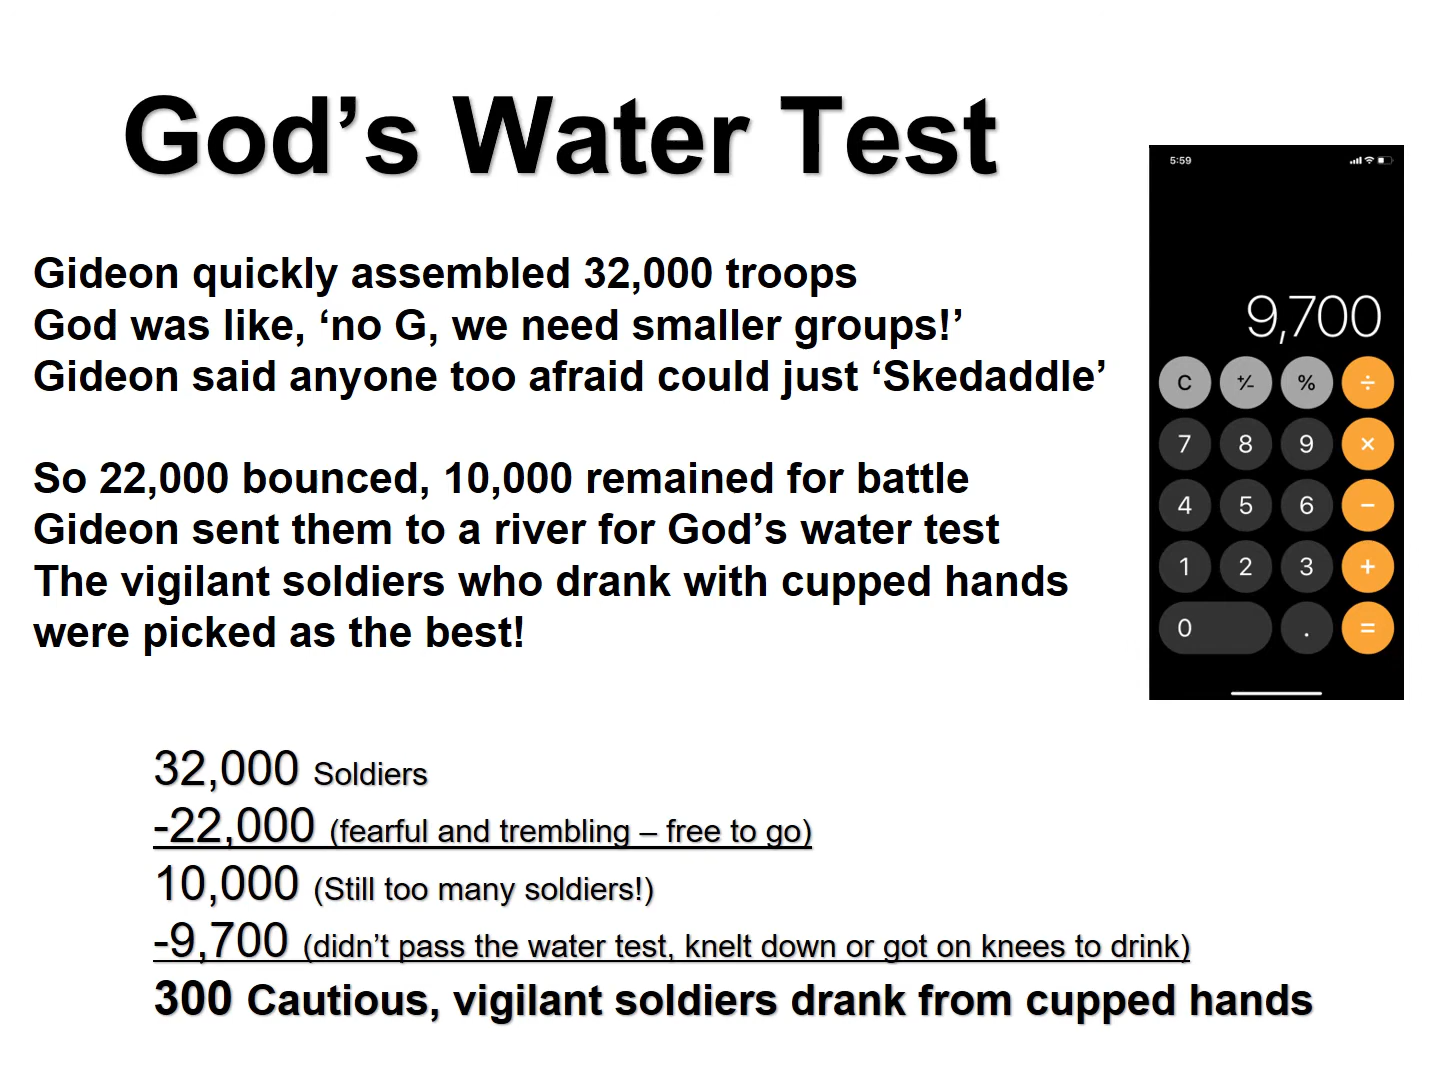 God’s Water Test
Gideon quickly assembled 32,000 troops
God was like, ‘no G, we need smaller groups!’
Gideon said anyone too afraid could just ‘Skedaddle’
So 22,000 bounced, 10,000 remained for battle
Gideon sent them to a river for God’s water test
The vigilant soldiers who drank with cupped hands
were picked as the best!
5:59
9,700
C +⁄- % ÷
7 8 9 ×
4 5 6 −
1 2 3 +
0 . =
32,000 Soldiers
-22,000 (fearful and trembling – free to go)
10,000 (Still too many soldiers!)
-9,700 (didn’t pass the water test, knelt down or got on knees to drink)
300 Cautious, vigilant soldiers drank from cupped hands